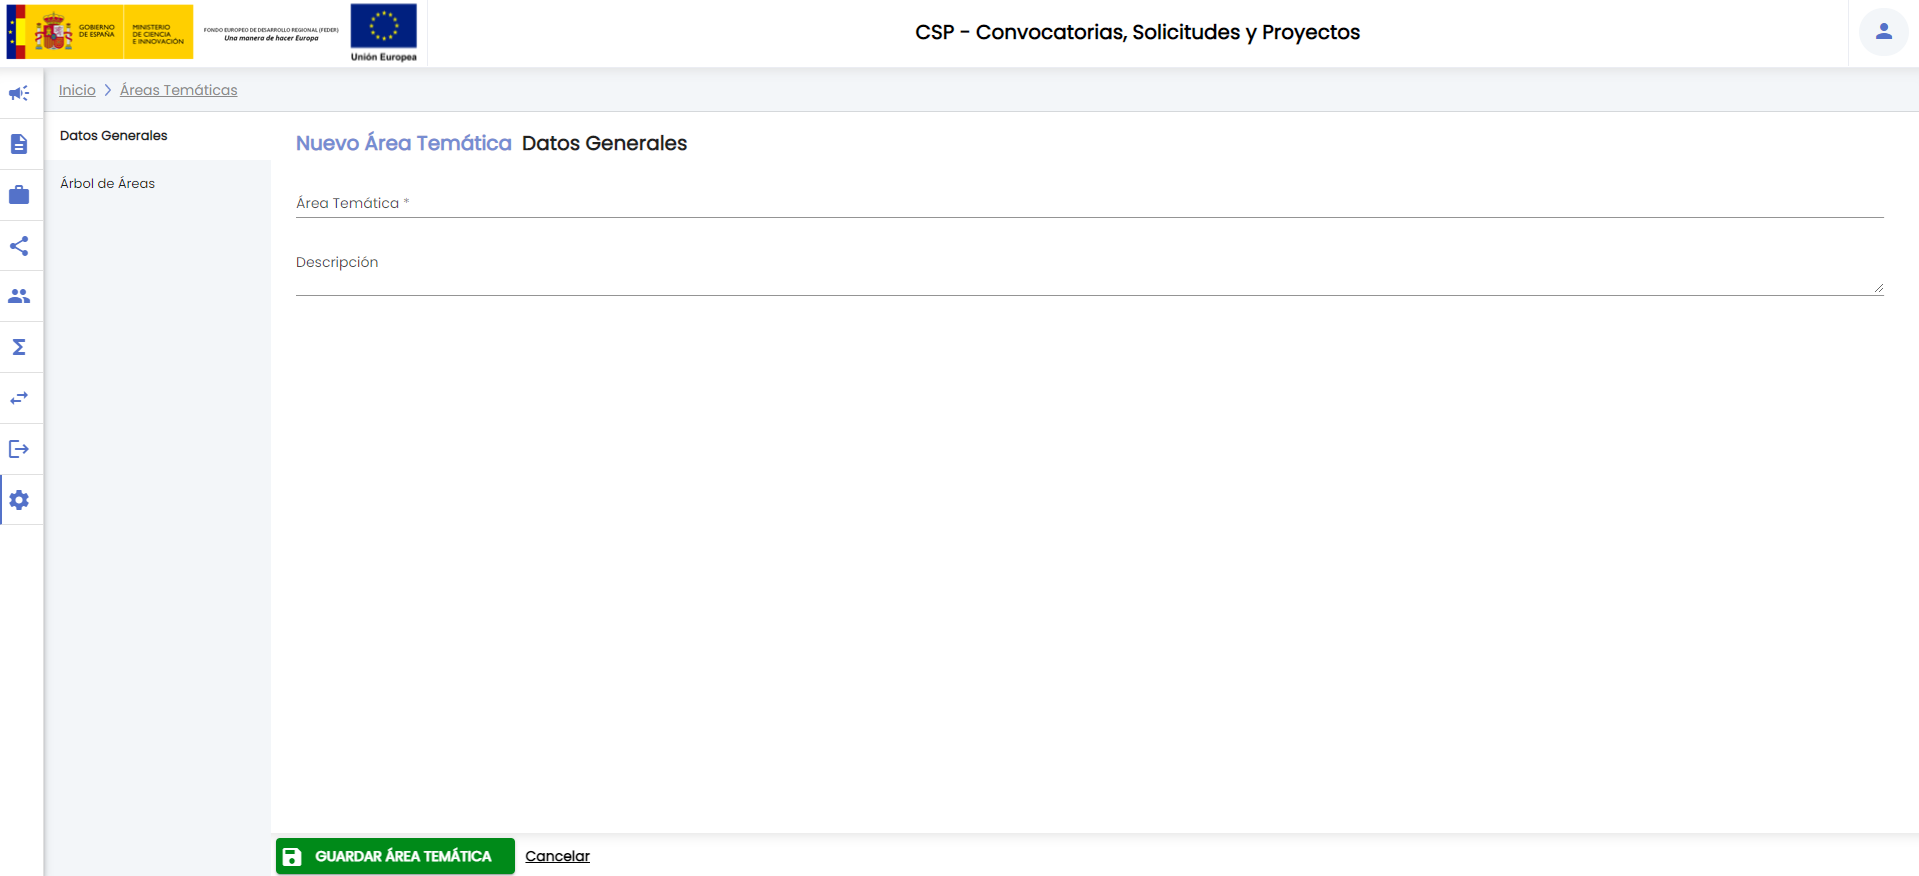 GOBIERNO
DE ESPAÑA
MINISTERIO
DE CIENCIA
E INNOVACIÓN
FONDO EUROPEO DE DESARROLLO REGIONAL (FEDER)
Una manera de hacer Europa
Unión Europea
CSP - Convocatorias, Solicitudes y Proyectos
Inicio > Áreas Temáticas
Datos Generales
Árbol de Áreas
Nuevo Área Temática Datos Generales
Área Temática *
Descripción
GUARDAR ÁREA TEMÁTICA Cancelar